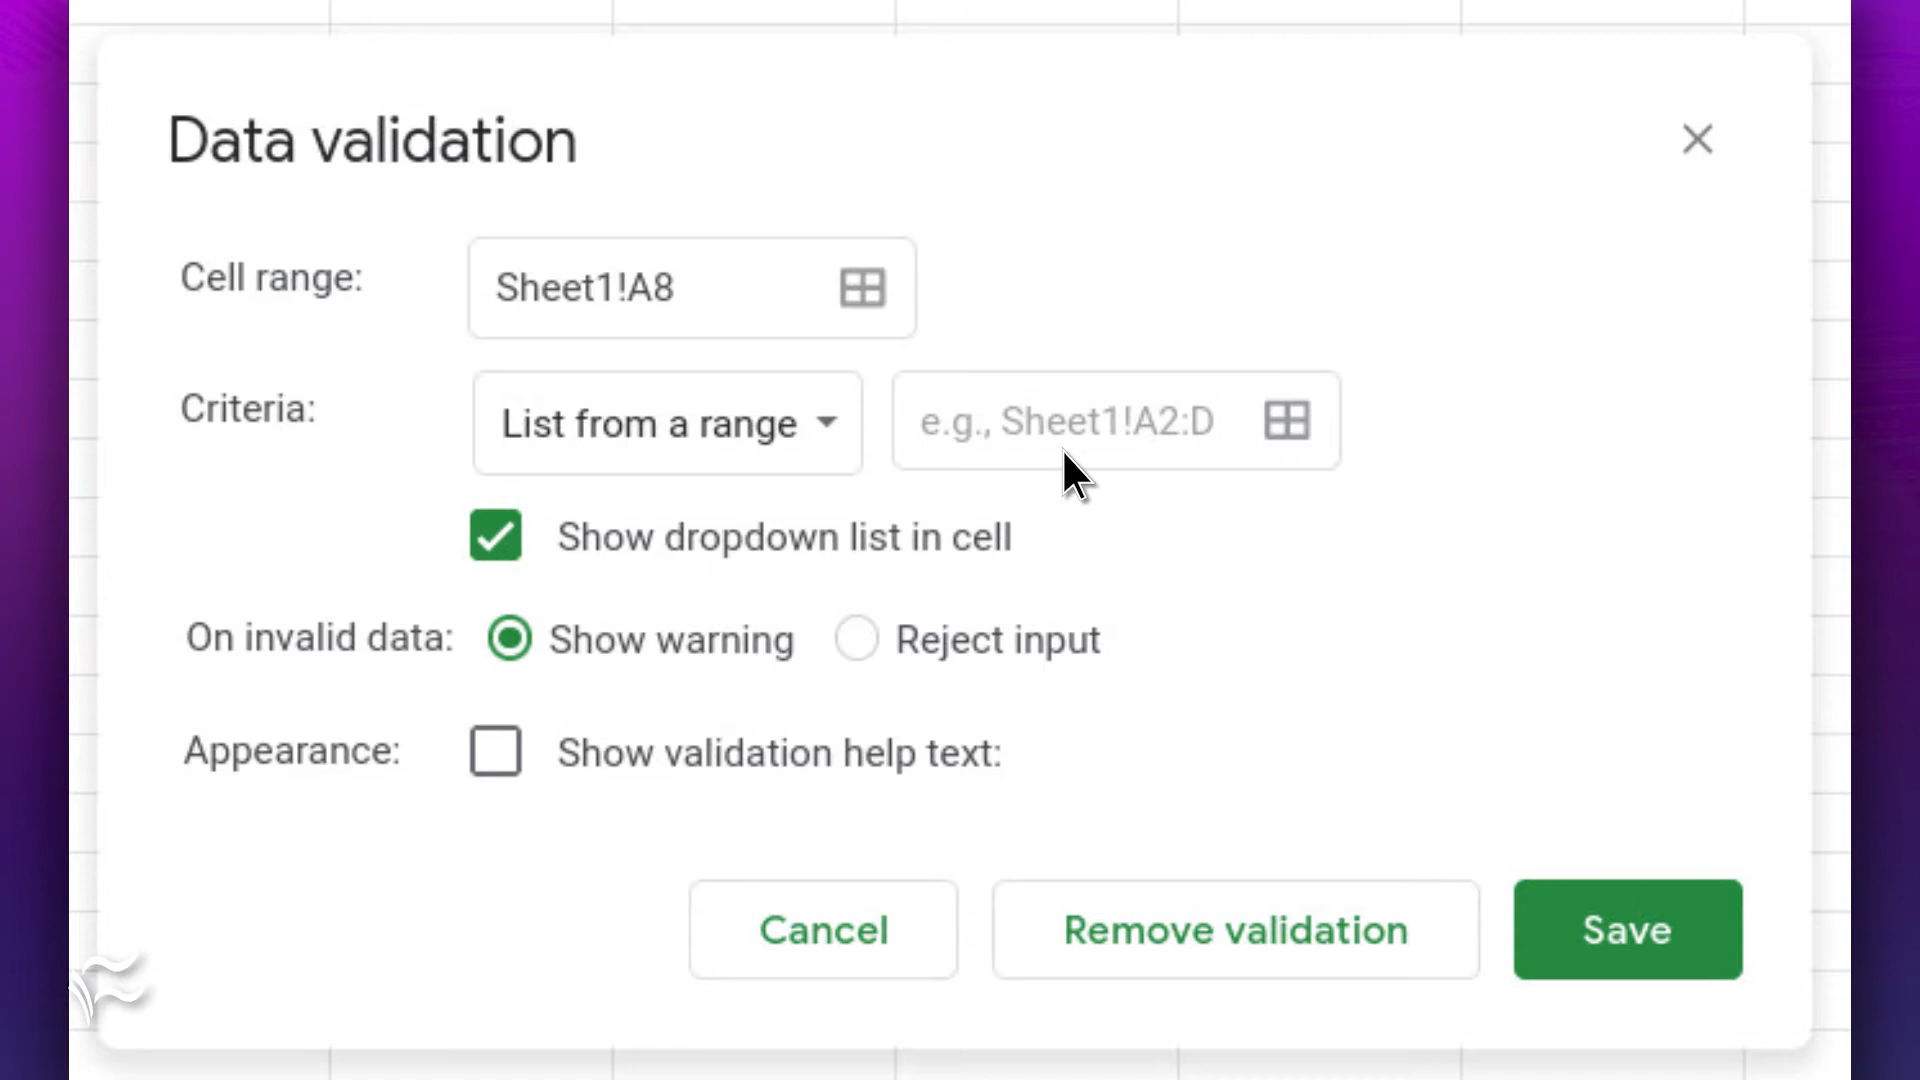 Data validation
Cell range:
Sheet1!A8
Criteria:
List from a range
e.g., Sheet1!A2:D
Show dropdown list in cell
On invalid data:
Show warning
Reject input
Appearance:
Show validation help text:
Cancel
Remove validation
Save